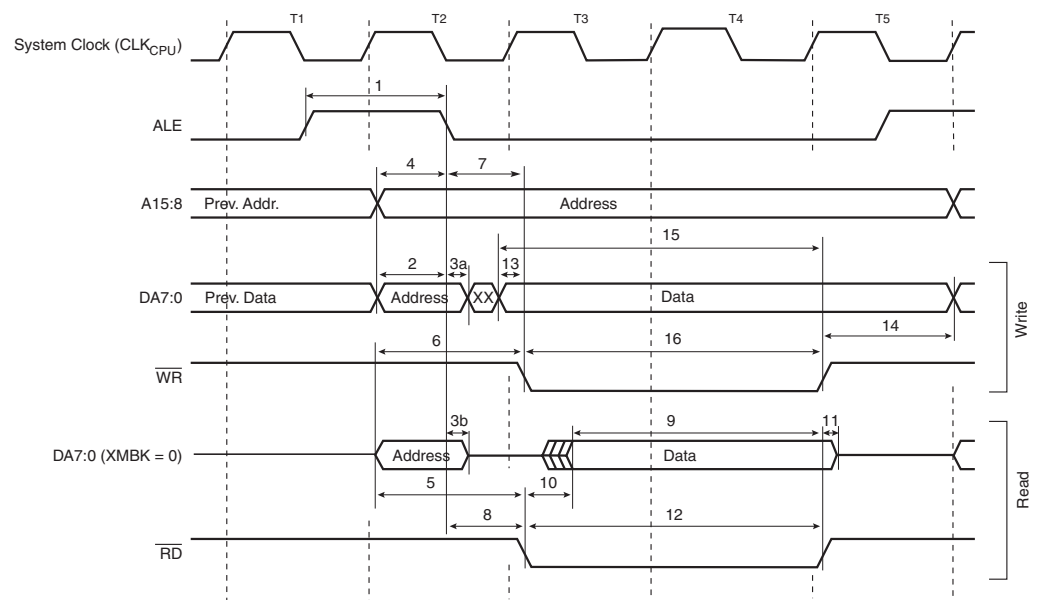 T1 T2 T3 T4 T5
System Clock (CLKCPU)
1
ALE
4 7
A15:8 Prev. Addr. Address
15
2 3a 13
DA7:0 Prev. Data Address XX Data
14
6 16
WR
Write
3b 9 11
DA7:0 (XMBK = 0) Address Data
5 10
8 12
RD
Read